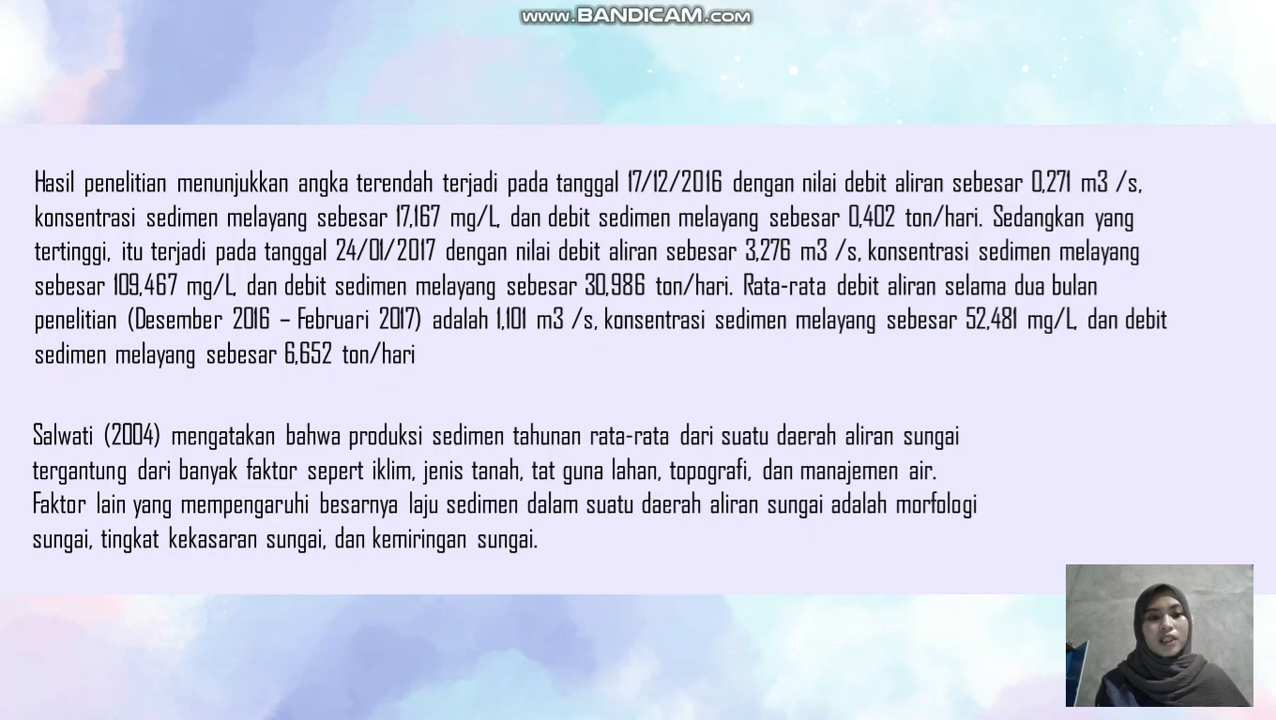 www.BANDICAM.com
Hasil penelitian menunjukkan angka terendah terjadi pada tanggal 17/12/2016 dengan nilai debit aliran sebesar 0,271 m3 /s,
konsentrasi sedimen melayang sebesar 17,167 mg/L, dan debit sedimen melayang sebesar 0,402 ton/hari. Sedangkan yang
tertinggi, itu terjadi pada tanggal 24/01/2017 dengan nilai debit aliran sebesar 3,276 m3 /s, konsentrasi sedimen melayang
sebesar 109,467 mg/L, dan debit sedimen melayang sebesar 30,986 ton/hari. Rata-rata debit aliran selama dua bulan
penelitian (Desember 2016 – Februari 2017) adalah 1,101 m3 /s, konsentrasi sedimen melayang sebesar 52,481 mg/L, dan debit
sedimen melayang sebesar 6,652 ton/hari
Salwati (2004) mengatakan bahwa produksi sedimen tahunan rata-rata dari suatu daerah aliran sungai
tergantung dari banyak faktor sepert iklim, jenis tanah, tat guna lahan, topografi, dan manajemen air.
Faktor lain yang mempengaruhi besarnya laju sedimen dalam suatu daerah aliran sungai adalah morfologi
sungai, tingkat kekasaran sungai, dan kemiringan sungai.